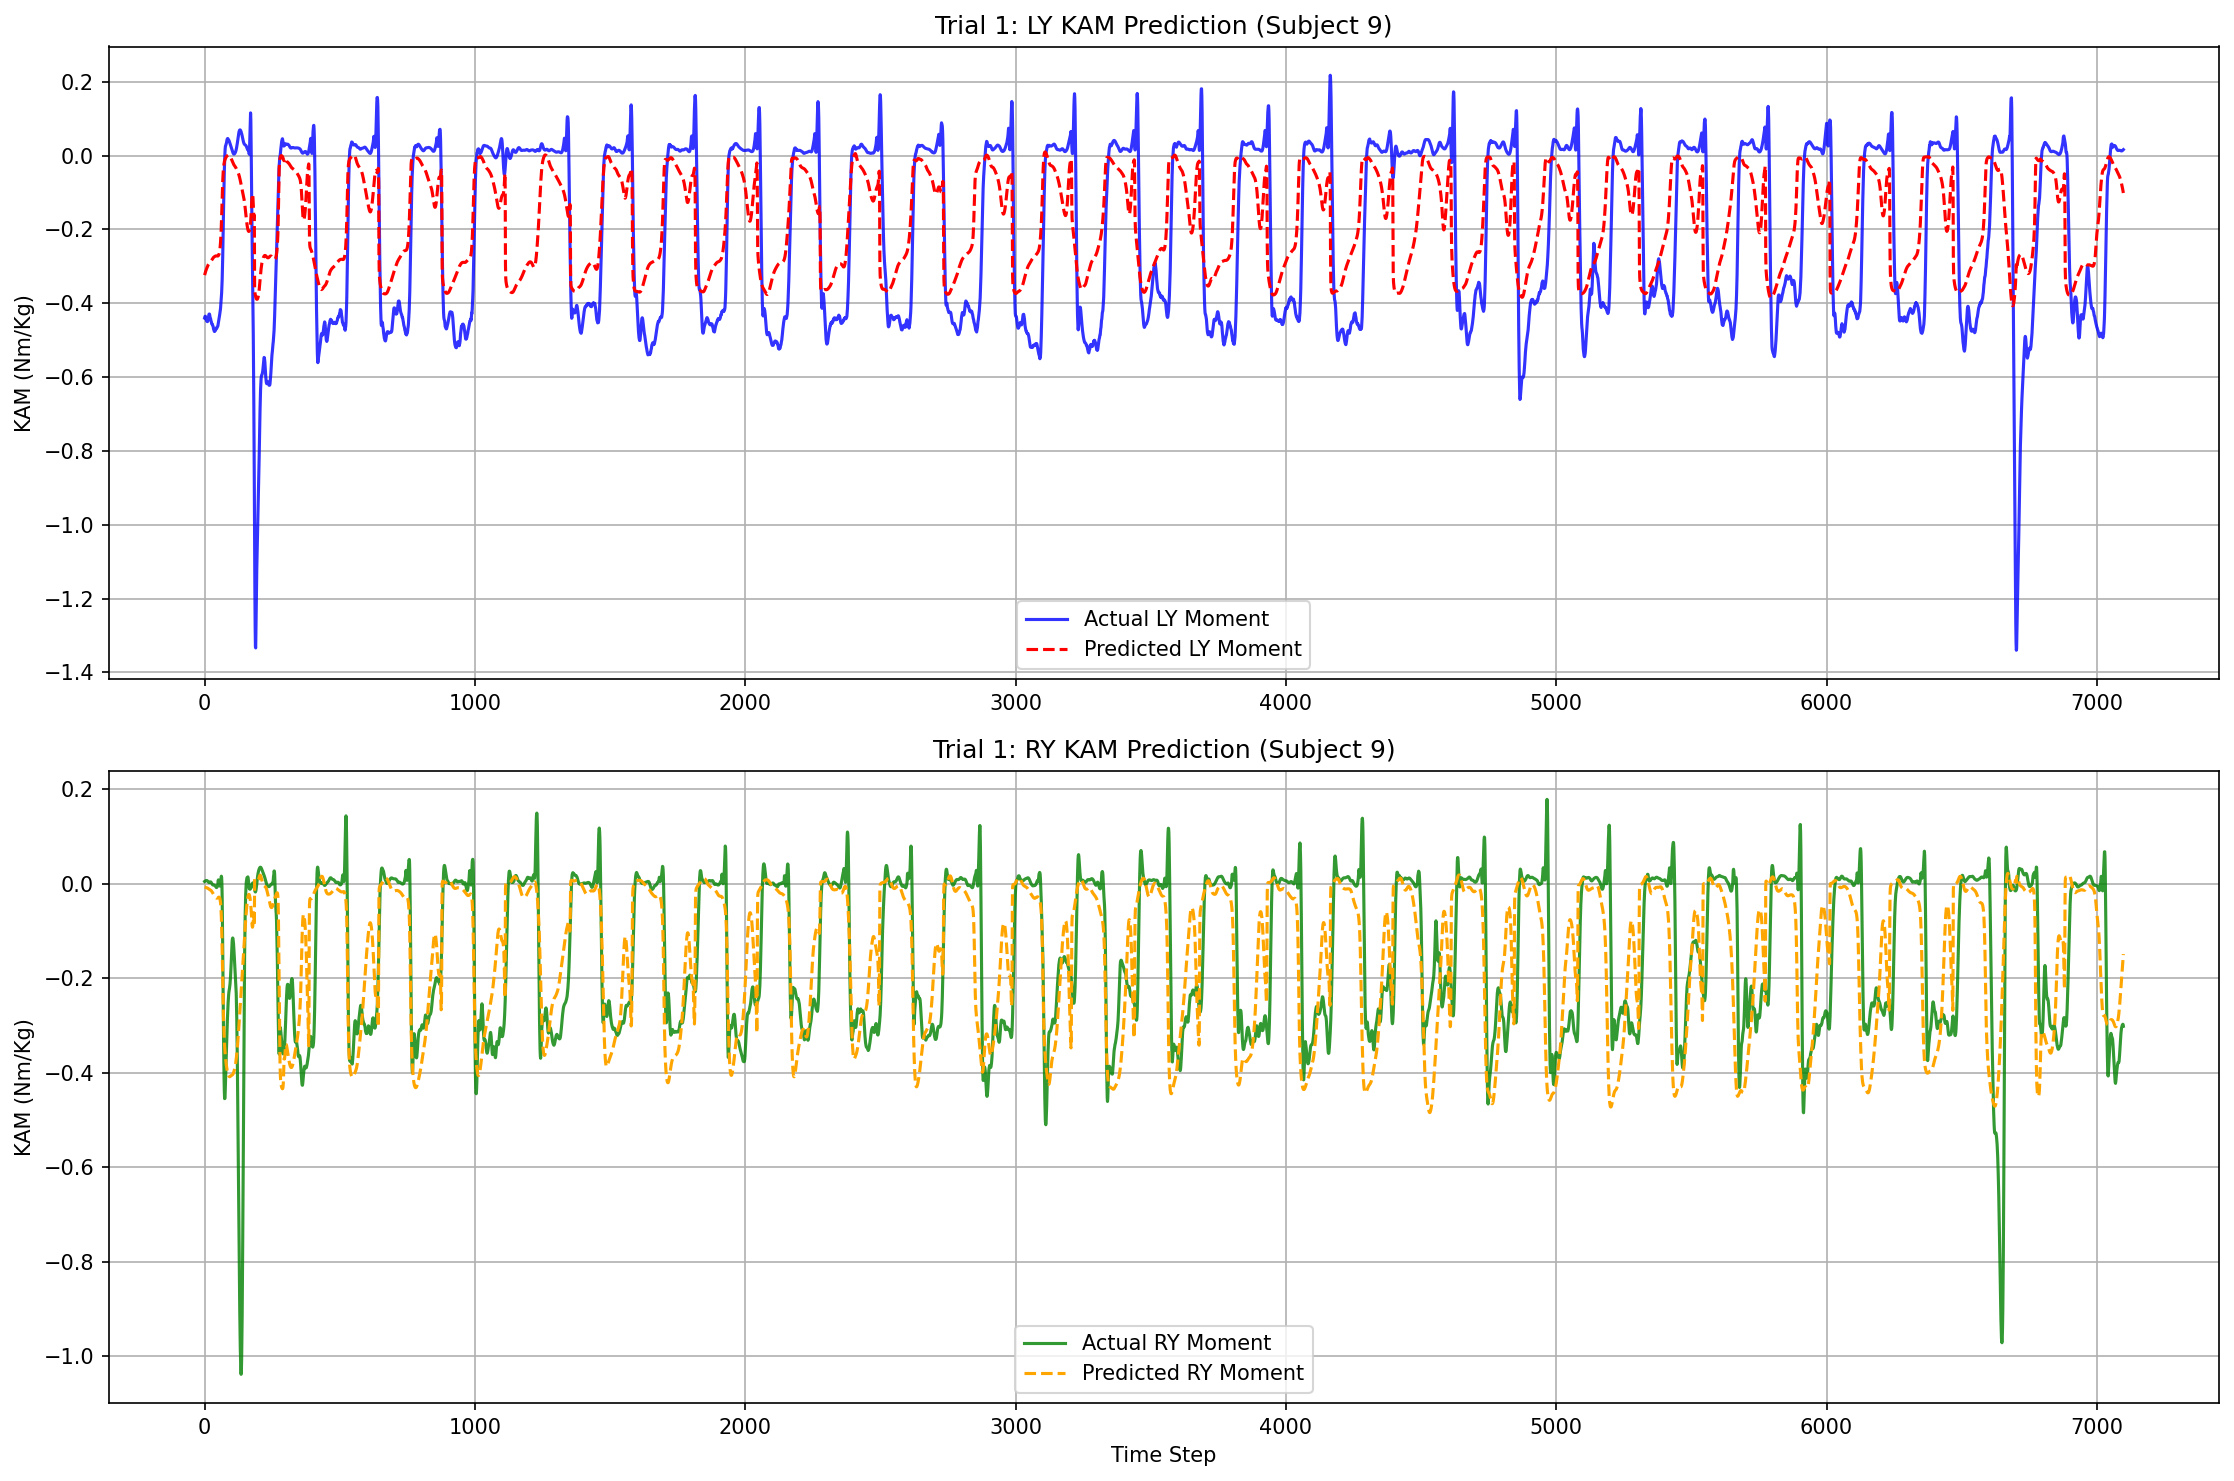 Trial 1: LY KAM Prediction (Subject 9)
KAM (Nm/Kg)
0.2
0.0
−0.2
−0.4
−0.6
−0.8
−1.0
−1.2
−1.4
Actual LY Moment
Predicted LY Moment
0 1000 2000 3000 4000 5000 6000 7000
Trial 1: RY KAM Prediction (Subject 9)
KAM (Nm/Kg)
0.2
0.0
−0.2
−0.4
−0.6
−0.8
−1.0
Actual RY Moment
Predicted RY Moment
0 1000 2000 3000 4000 5000 6000 7000
Time Step